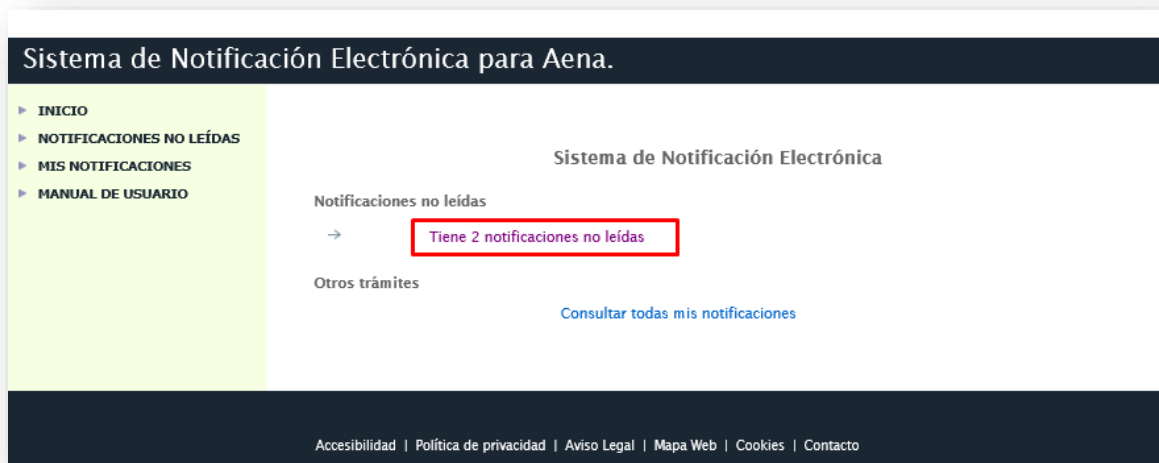 Sistema de Notificación Electrónica para Aena.
INICIO
NOTIFICACIONES NO LEÍDAS
MIS NOTIFICACIONES
MANUAL DE USUARIO
Sistema de Notificación Electrónica
Notificaciones no leídas
Tiene 2 notificaciones no leídas
Otros trámites
Consultar todas mis notificaciones
Accesibilidad | Política de privacidad | Aviso Legal | Mapa Web | Cookies | Contacto